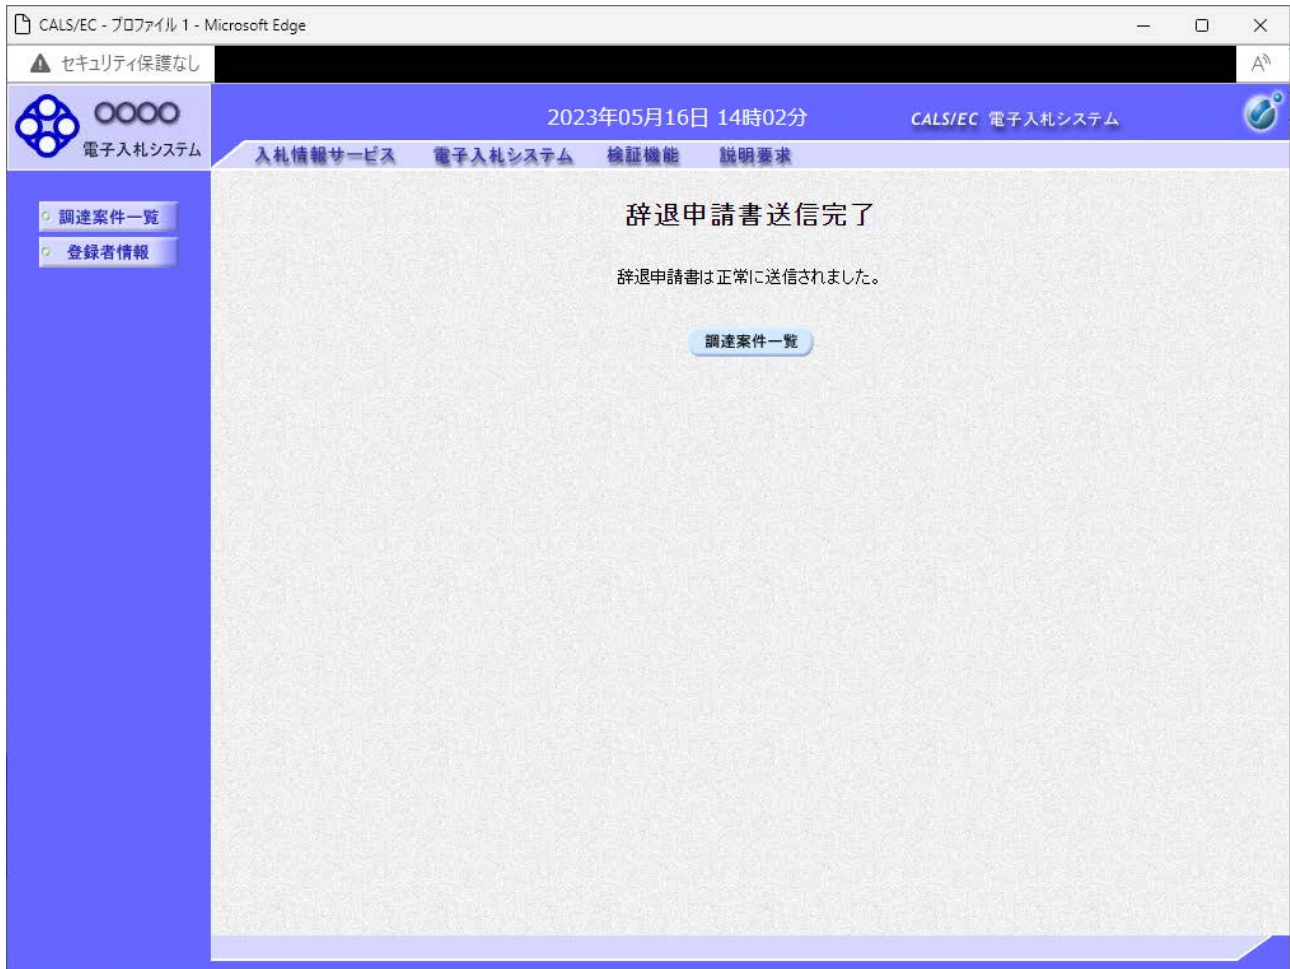 CALS/EC - プロファイル 1 - Microsoft Edge
セキュリティ保護なし
○○○○
電子入札システム
2023年05月16日 14時02分
CALS/EC 電子入札システム
入札情報サービス 電子入札システム 検証機能 説明要求
調達案件一覧
登録者情報
辞退申請書送信完了
辞退申請書は正常に送信されました。
調達案件一覧